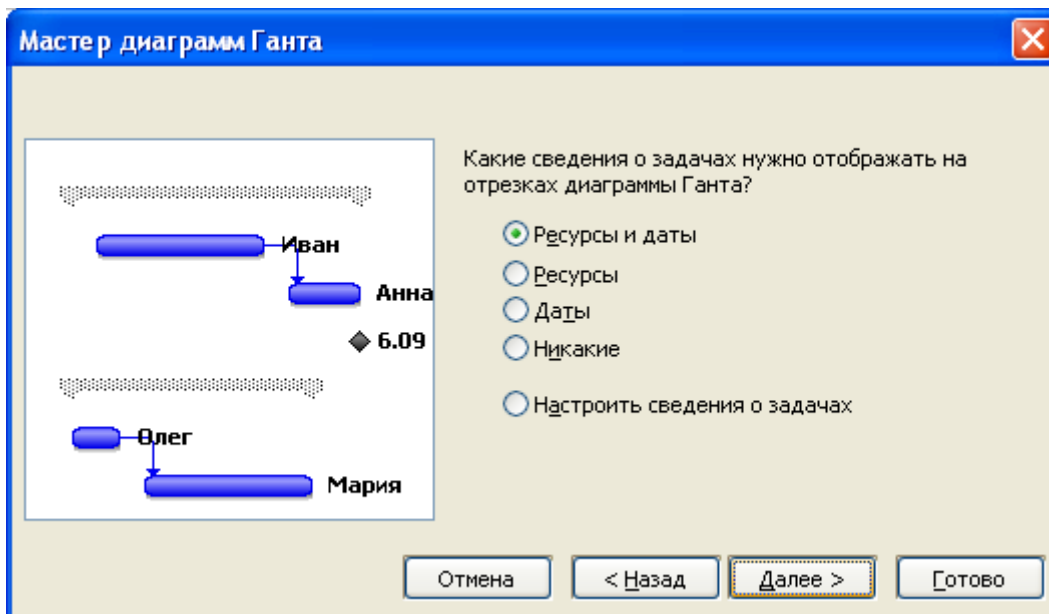 Мастер диаграмм Ганта
Какие сведения о задачах нужно отображать на
отрезках диаграммы Ганта?
Ресурсы и даты
Ресурсы
Даты
Никакие
Настроить сведения о задачах
Иван
Анна
6.09
Олег
Мария
Отмена
< Назад
Далее >
Готово